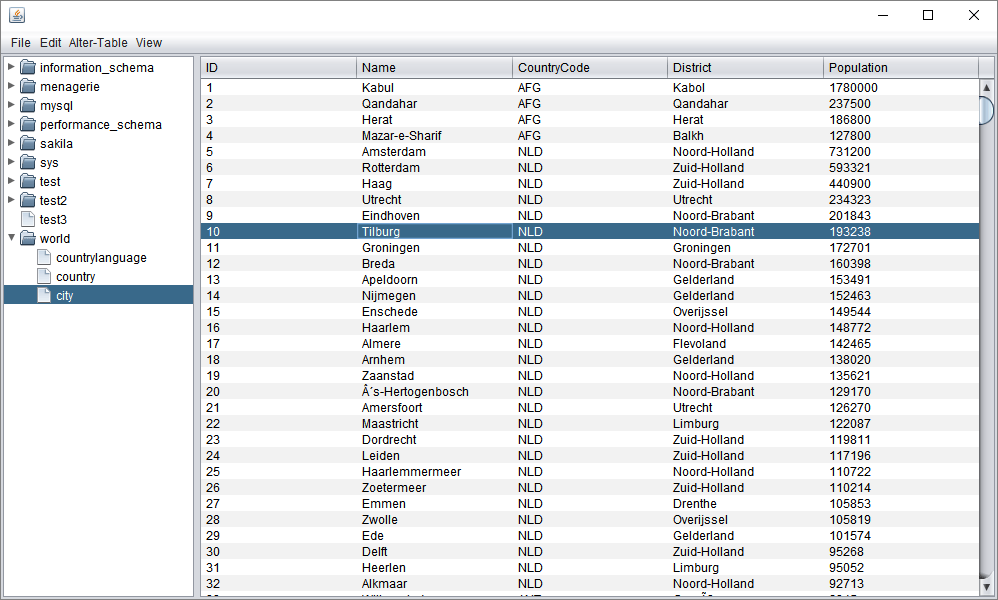 File Edit Alter-Table View
information_schema
menagerie
mysql
performance_schema
sakila
sys
test
test2
test3
world
countrylanguage
country
city
ID Name CountryCode District Population
1 Kabul AFG Kabol 1780000
2 Qandahar AFG Qandahar 237500
3 Herat AFG Herat 186800
4 Mazar-e-Sharif AFG Balkh 127800
5 Amsterdam NLD Noord-Holland 731200
6 Rotterdam NLD Zuid-Holland 593321
7 Haag NLD Zuid-Holland 440900
8 Utrecht NLD Utrecht 234323
9 Eindhoven NLD Noord-Brabant 201843
10 Tilburg NLD Noord-Brabant 193238
11 Groningen NLD Groningen 172701
12 Breda NLD Noord-Brabant 160398
13 Apeldoorn NLD Gelderland 153491
14 Nijmegen NLD Gelderland 152463
15 Enschede NLD Overijssel 149544
16 Haarlem NLD Noord-Holland 148772
17 Almere NLD Flevoland 142465
18 Arnhem NLD Gelderland 138020
19 Zaanstad NLD Noord-Holland 135621
20 Â´s-Hertogenbosch NLD Noord-Brabant 129170
21 Amersfoort NLD Utrecht 126270
22 Maastricht NLD Limburg 122087
23 Dordrecht NLD Zuid-Holland 119811
24 Leiden NLD Zuid-Holland 117196
25 Haarlemmermeer NLD Noord-Holland 110722
26 Zoetermeer NLD Zuid-Holland 110214
27 Emmen NLD Drenthe 105853
28 Zwolle NLD Overijssel 105819
29 Ede NLD Gelderland 101574
30 Delft NLD Zuid-Holland 95268
31 Heerlen NLD Limburg 95052
32 Alkmaar NLD Noord-Holland 92713